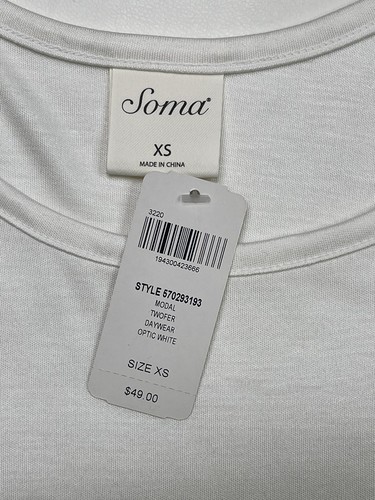 Soma®
XS
MADE IN CHINA
3220
194300423666
STYLE 570293193
MODAL
TWOFER
DAYWEAR
OPTIC WHITE
SIZE XS
$49.00